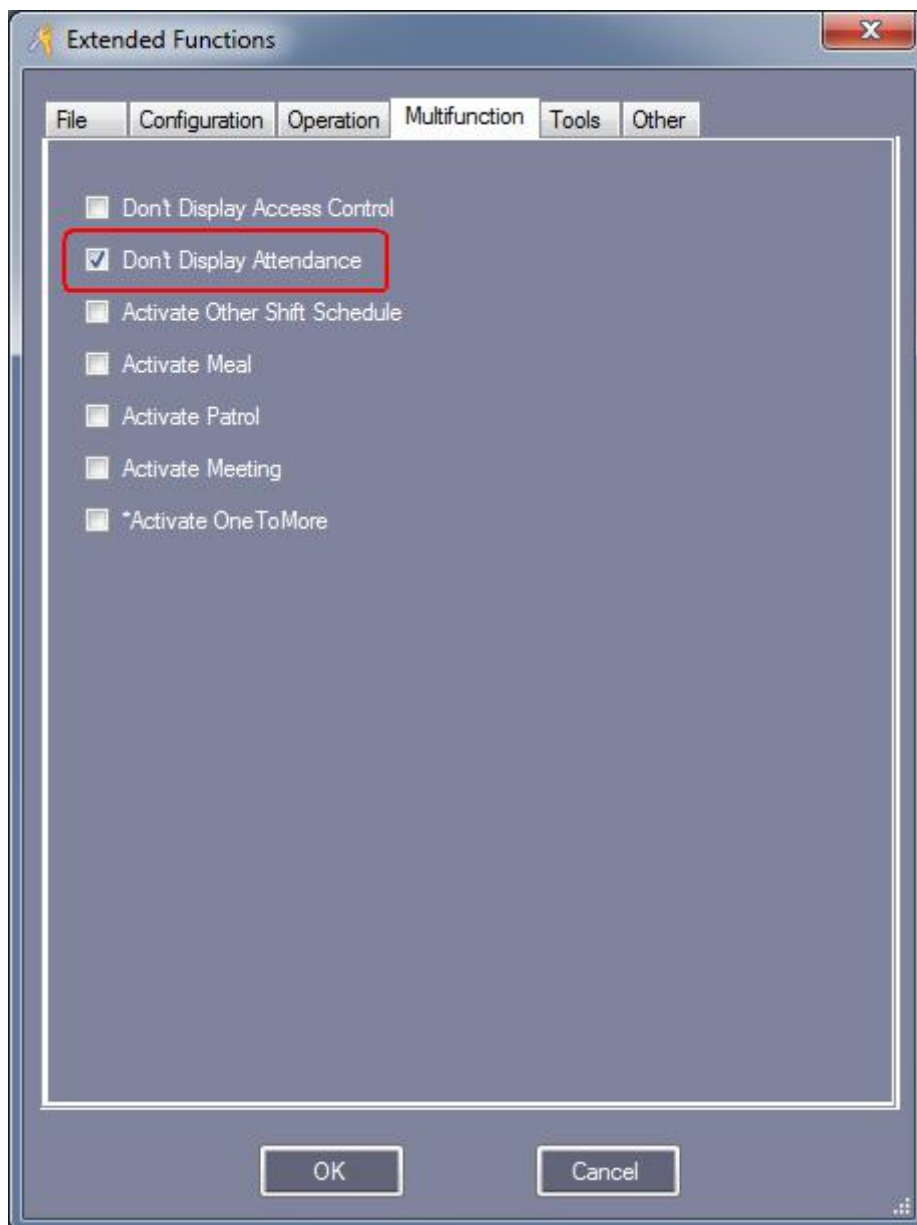 Extended Functions
File Configuration Operation Multifunction Tools Other
Don't Display Access Control
Don't Display Attendance
Activate Other Shift Schedule
Activate Meal
Activate Patrol
Activate Meeting
*Activate OneToMore
OK Cancel